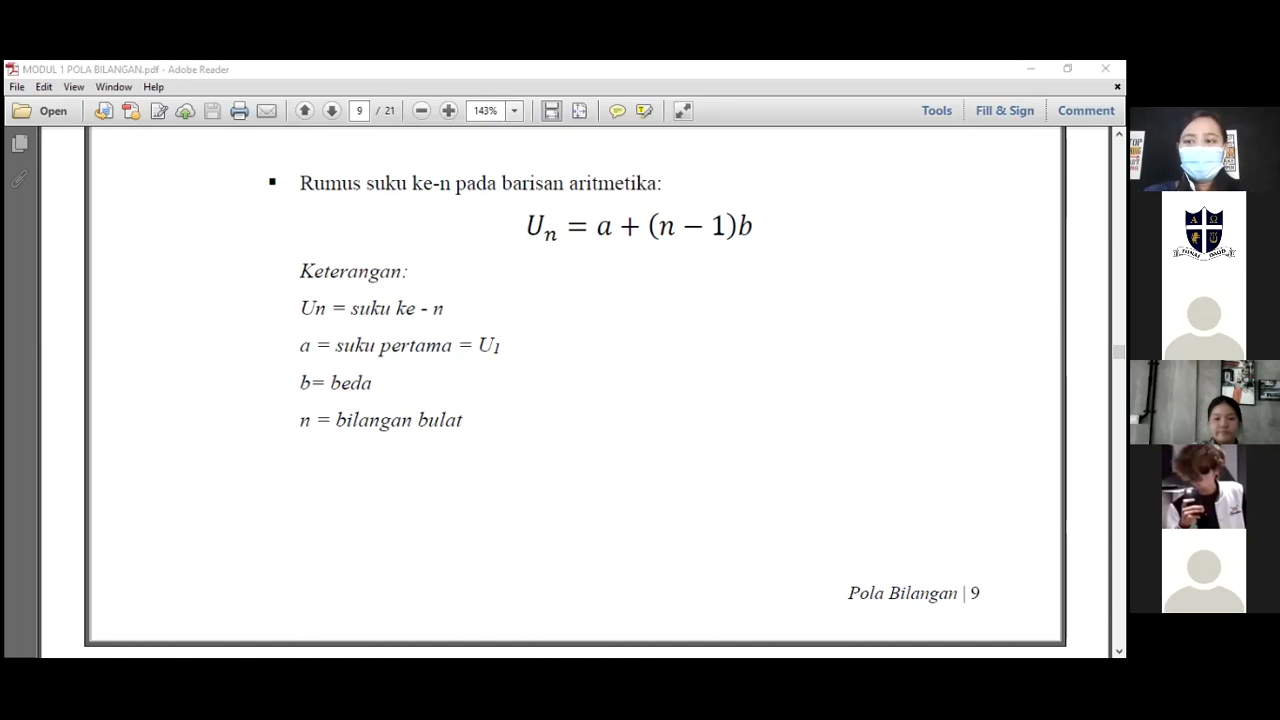 MODUL 1 POLA BILANGAN.pdf - Adobe Reader
File Edit View Window Help
Open 9 / 21 143% Tools Fill & Sign Comment
▪ Rumus suku ke-n pada barisan aritmetika:
Uₙ = a + (n − 1)b
Keterangan:
Un = suku ke - n
a = suku pertama = U₁
b= beda
n = bilangan bulat
Pola Bilangan | 9
Α Ω